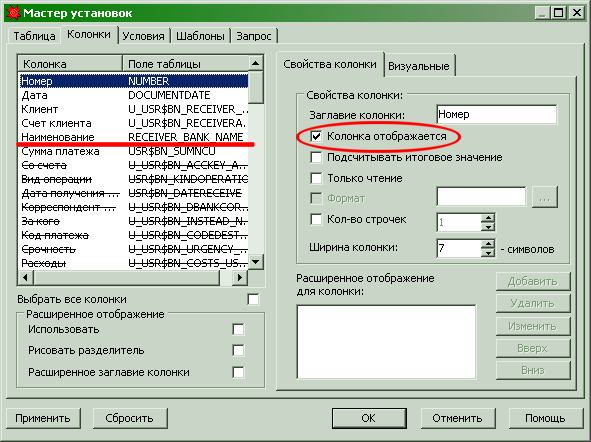 Мастер установок
Таблица Колонки Условия Шаблоны Запрос
Колонка Поле таблицы
Номер NUMBER
Дата DOCUMENTDATE
Клиент U_USR$BN_RECEIVER_...
Счет клиента U_USR$BN_RECEIVERA...
Наименование RECEIVER_BANK_NAME
Сумма платежа USR$BN_SUMNCU
Со счета U_USR$BN_ACCKEY_A...
Вид операции U_USR$BN_KINDOPERATIO
Дата получения ... U_USR$BN_DATERECEIVE
Корреспондент ... U_USR$BN_DBANKCOR...
За кого U_USR$BN_INSTEAD_N...
Код платежа U_USR$BN_CODEDEST...
Срочность U_USR$BN_URGENCY_...
Расходы U_USR$BN_COSTS_US...
Выбрать все колонки
Расширенное отображение
Использовать
Рисовать разделитель
Расширенное заглавие колонки
Свойства колонки Визуальные
Свойства колонки:
Заглавие колонки: Номер
Колонка отображается
Подсчитывать итоговое значение
Только чтение
Формат ...
Кол-во строчек 1
Ширина колонки: 7 - символов
Расширенное отображение
для колонки:
Добавить
Удалить
Изменить
Вверх
Вниз
Применить Сбросить OK Отменить Помощь